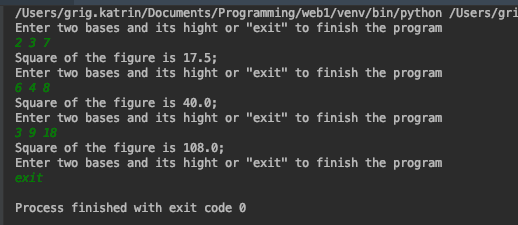 /Users/grig.katrin/Documents/Programming/web1/venv/bin/python /Users/gri
Enter two bases and its hight or "exit" to finish the program
2 3 7
Square of the figure is 17.5;
Enter two bases and its hight or "exit" to finish the program
6 4 8
Square of the figure is 40.0;
Enter two bases and its hight or "exit" to finish the program
3 9 18
Square of the figure is 108.0;
Enter two bases and its hight or "exit" to finish the program
exit
Process finished with exit code 0